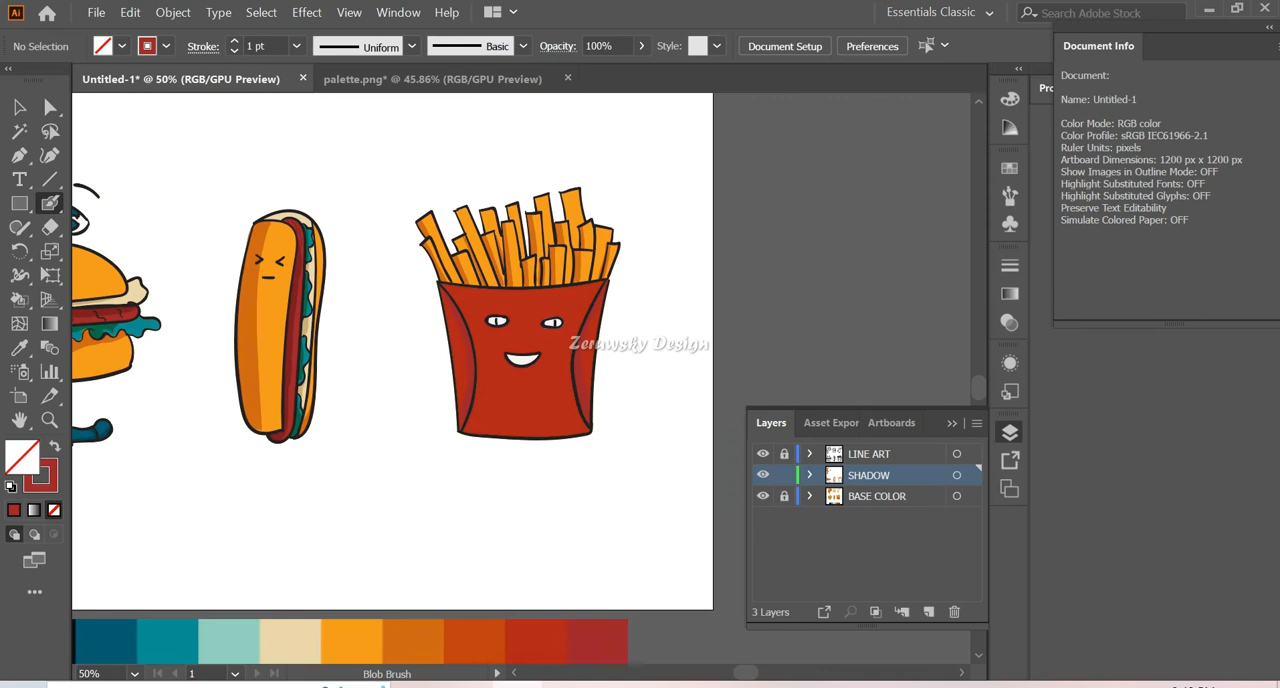 Ai File Edit Object Type Select Effect View Window Help
Essentials Classic
Search Adobe Stock
No Selection Stroke: 1 pt Uniform Basic Opacity: 100% Style: Document Setup Preferences
Untitled-1* @ 50% (RGB/GPU Preview)
palette.png* @ 45.86% (RGB/GPU Preview)
Document Info
Document:
Name: Untitled-1
Color Mode: RGB color
Color Profile: sRGB IEC61966-2.1
Ruler Units: pixels
Artboard Dimensions: 1200 px x 1200 px
Show Images in Outline Mode: OFF
Highlight Substituted Fonts: OFF
Highlight Substituted Glyphs: OFF
Preserve Text Editability
Simulate Colored Paper: OFF
Zerawsky Design
Layers Asset Expor Artboards
LINE ART
SHADOW
BASE COLOR
3 Layers
50% 1 Blob Brush